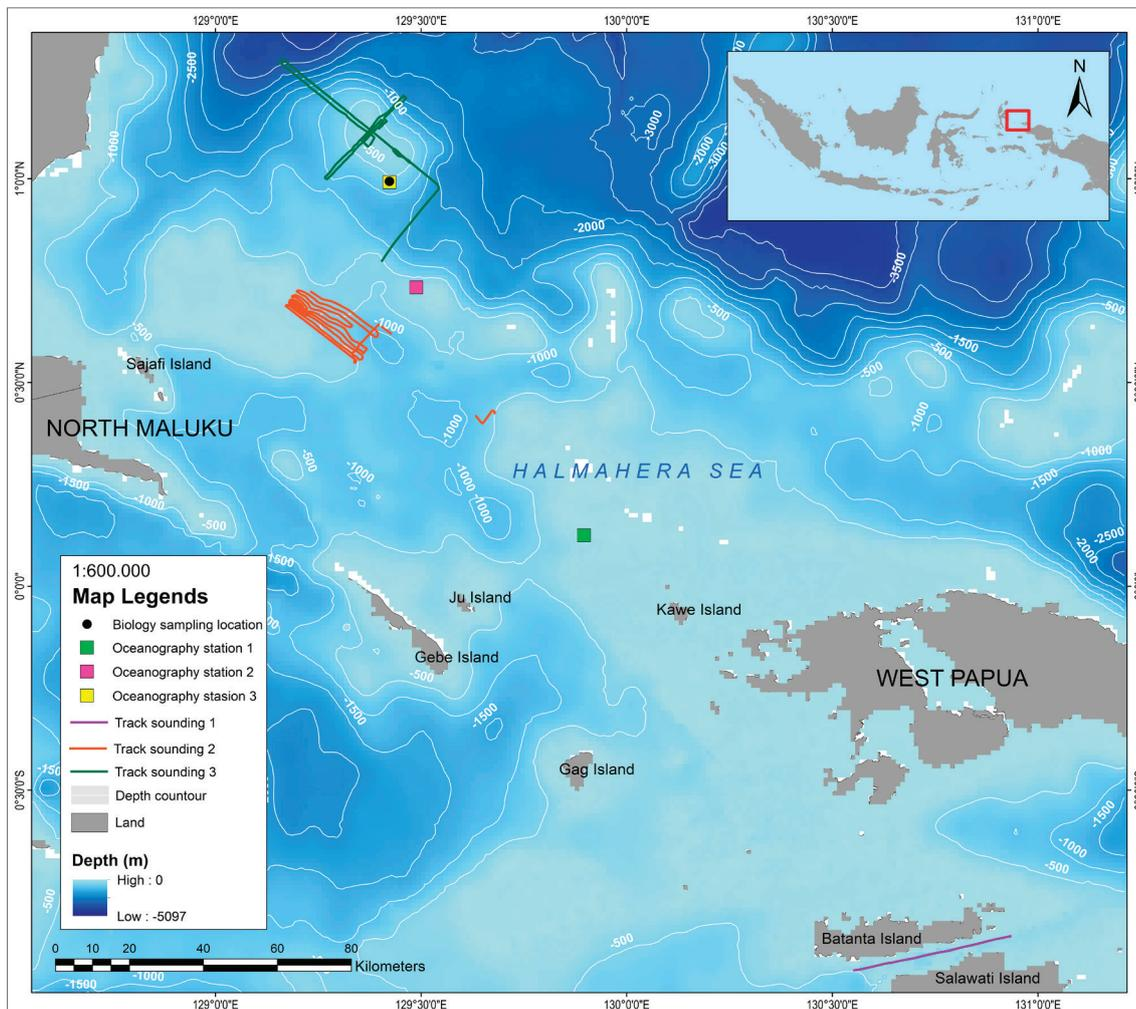 129°0'0"E 129°30'0"E 130°0'0"E 130°30'0"E 131°0'0"E
-2500
-1000
-1000
-500
-3000
-2000
-3000
N
1°0'0"N
-2000
-3500
-500
-1500
-1000
-500
-1000
-500
Sajafi Island
0°30'0"N
-500
-1000
NORTH MALUKU
-1000
-1000
-1500
-500
-1000
-1000
-1000
HALMAHERA SEA
-1500
-1000
-500
-2500
-2000
1500
0°0'0"
Ju Island
Kawe Island
Gebe Island
-500
WEST PAPUA
-1500
-1500
Gag Island
0°30'0"S
-1500
-1000
-500
-15
-500
1:600.000
Map Legends
Biology sampling location
Oceanography station 1
Oceanography station 2
Oceanography stasion 3
Track sounding 1
Track sounding 2
Track sounding 3
Depth countour
Land
Depth (m)
High : 0
Low : -5097
Batanta Island
Salawati Island
-500
0 10 20 40 60 80
Kilometers
-1500
-1000
129°0'0"E 129°30'0"E 130°0'0"E 130°30'0"E 131°0'0"E